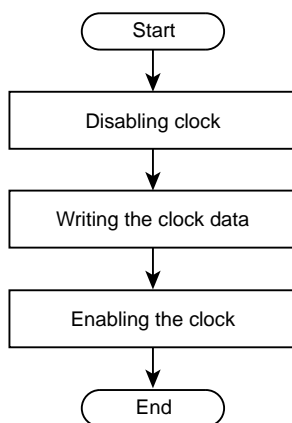 Start
Disabling clock
Writing the clock data
Enabling the clock
End